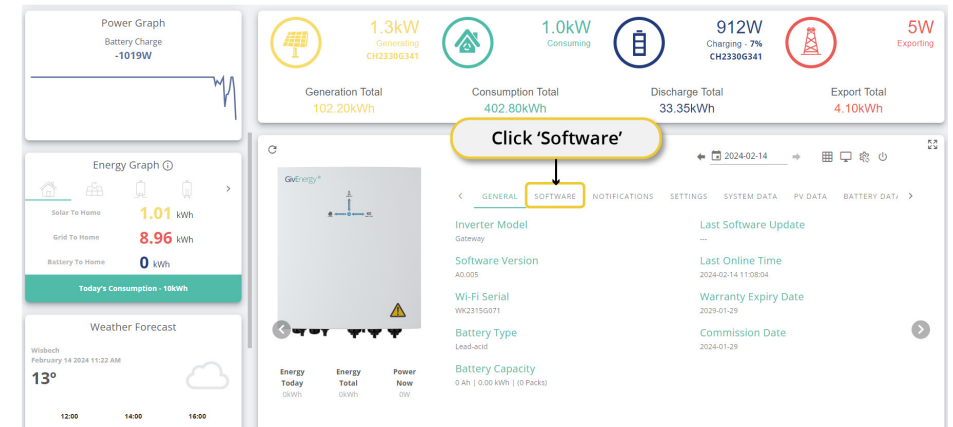 Power Graph
Battery Charge
-1019W
1.3kW
Generating
CH2330G341
1.0kW
Consuming
912W
Charging - 7%
CH2330G341
5W
Exporting
Generation Total
102.20kWh
Consumption Total
402.80kWh
Discharge Total
33.35kWh
Export Total
4.10kWh
Click ‘Software’
Energy Graph
Solar To Home 1.01 kWh
Grid To Home 8.96 kWh
Battery To Home 0 kWh
Today's Consumption - 10kWh
Weather Forecast
Wisbech
February 14 2024 11:22 AM
13°
12:00 14:00 16:00
2024-02-14
GivEnergy
GENERAL SOFTWARE NOTIFICATIONS SETTINGS SYSTEM DATA PV DATA BATTERY DATA
Inverter Model
Gateway
Software Version
A0.005
Wi-Fi Serial
WK2315G071
Battery Type
Lead-acid
Battery Capacity
0 Ah | 0.00 kWh | (0 Packs)
Last Software Update
---
Last Online Time
2024-02-14 11:08:04
Warranty Expiry Date
2029-01-29
Commission Date
2024-01-29
Energy Today
0kWh
Energy Total
0kWh
Power Now
0W